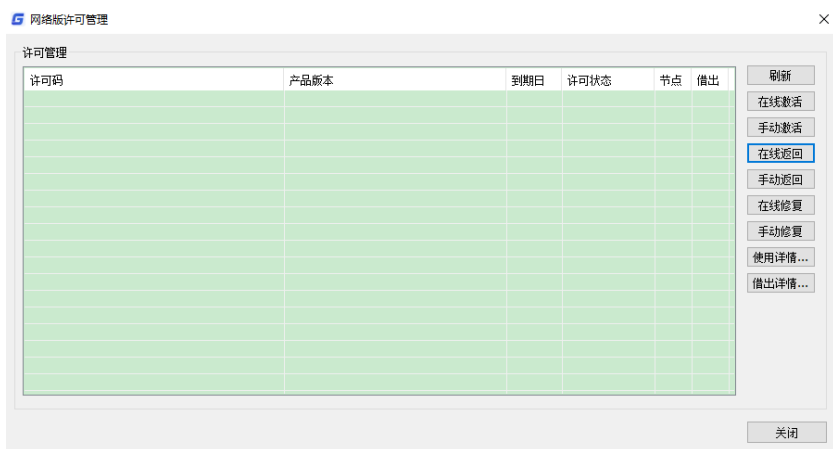 网络版许可管理
许可管理
许可码 产品版本 到期日 许可状态 节点 借出
刷新
在线激活
手动激活
在线返回
手动返回
在线修复
手动修复
使用详情...
借出详情...
关闭